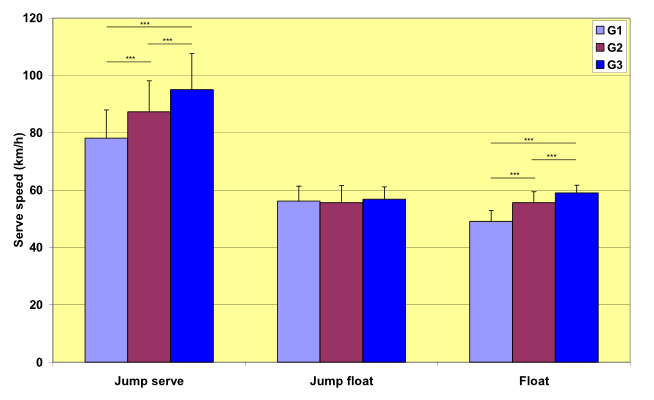 120
100
80
60
40
20
0
Serve speed (km/h)
***
***
***
***
***
***
G1
G2
G3
Jump serve
Jump float
Float